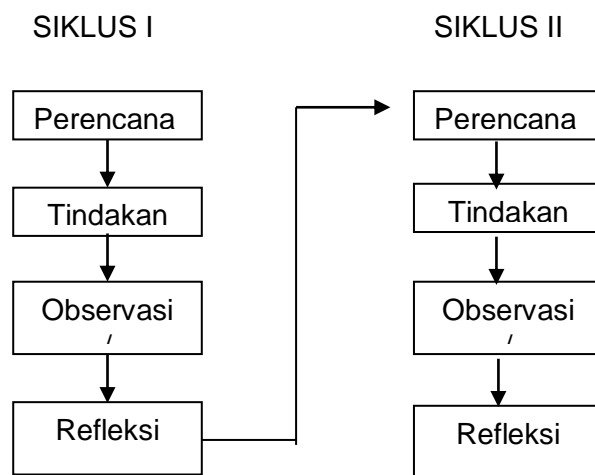 SIKLUS I
Perencana
Tindakan
Observasi
/
Refleksi
SIKLUS II
Perencana
Tindakan
Observasi
/
Refleksi